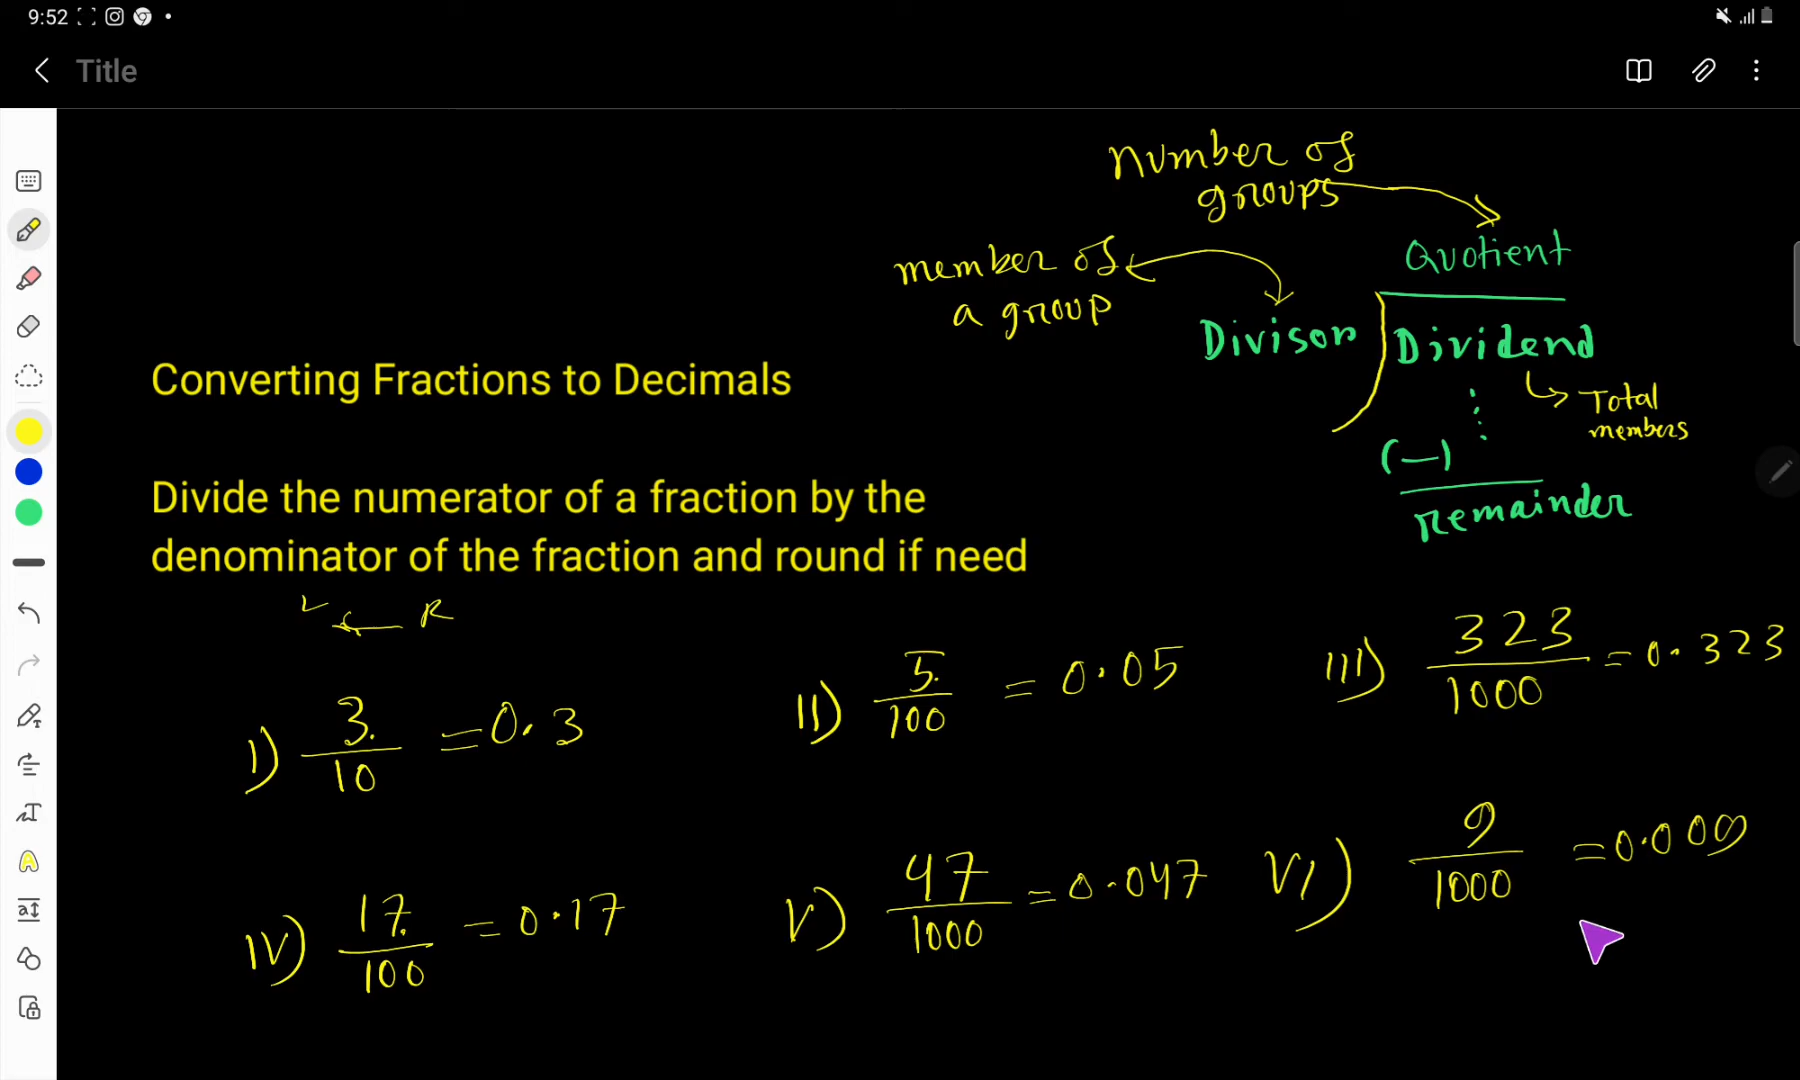 9:52
Title
Number of
groups
Quotient
member of
a group
Divisor
Dividend
Total
members
(—)
Remainder
Converting Fractions to Decimals
Divide the numerator of a fraction by the
denominator of the fraction and round if need
L ← R
I) 3./10 = 0.3
II) 5./100 = 0.05
III) 323/1000 = 0.323
IV) 17./100 = 0.17
V) 47/1000 = 0.047
VI) 9/1000 = 0.009